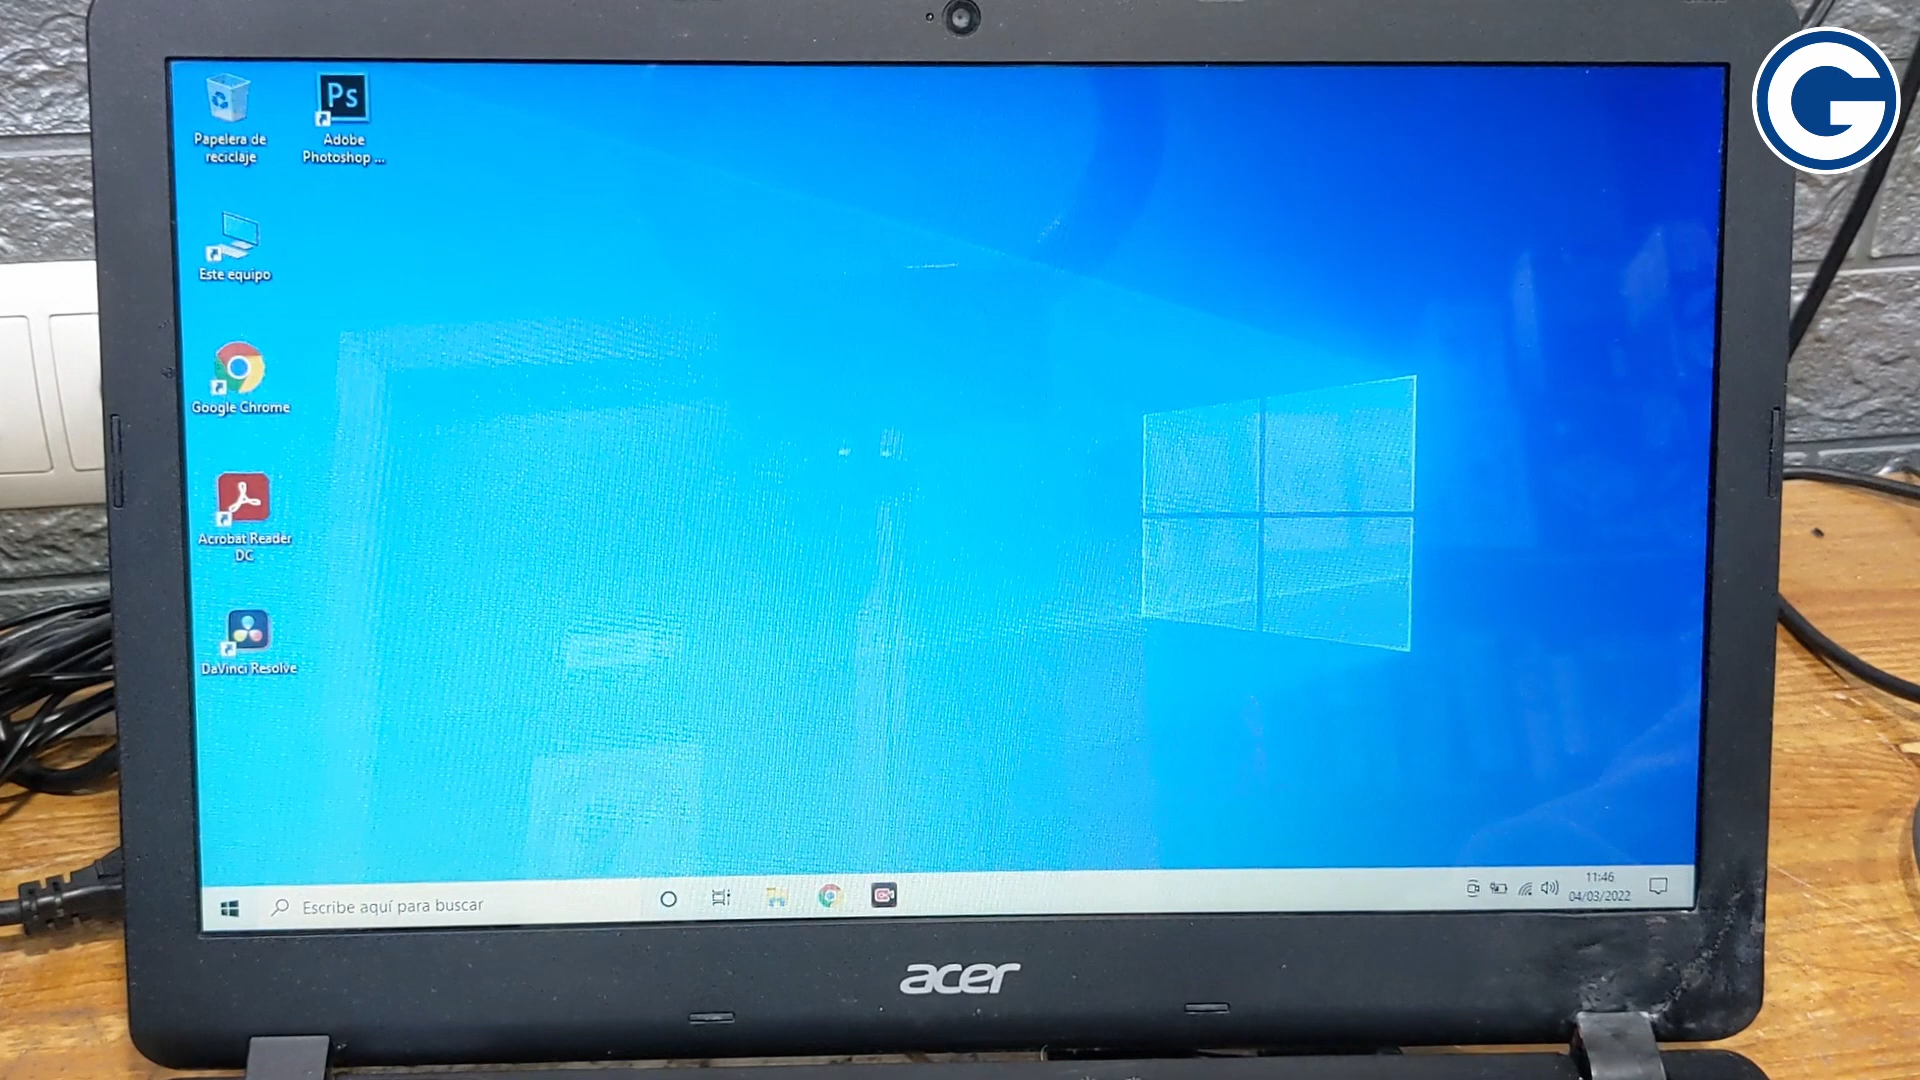 Papelera de
reciclaje
Ps
Adobe
Photoshop ...
Este equipo
Google Chrome
Acrobat Reader
DC
DaVinci Resolve
Escribe aquí para buscar
11:46
04/03/2022
acer
G